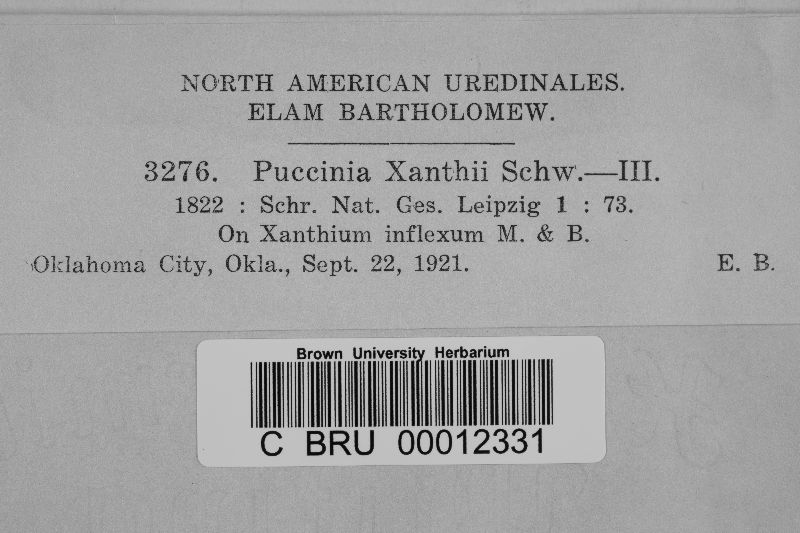 NORTH AMERICAN UREDINALES.
ELAM BARTHOLOMEW.
3276. Puccinia Xanthii Schw.—III.
1822 : Schr. Nat. Ges. Leipzig 1 : 73.
On Xanthium inflexum M. & B.
Oklahoma City, Okla., Sept. 22, 1921. E. B.
Brown University Herbarium
C BRU 00012331